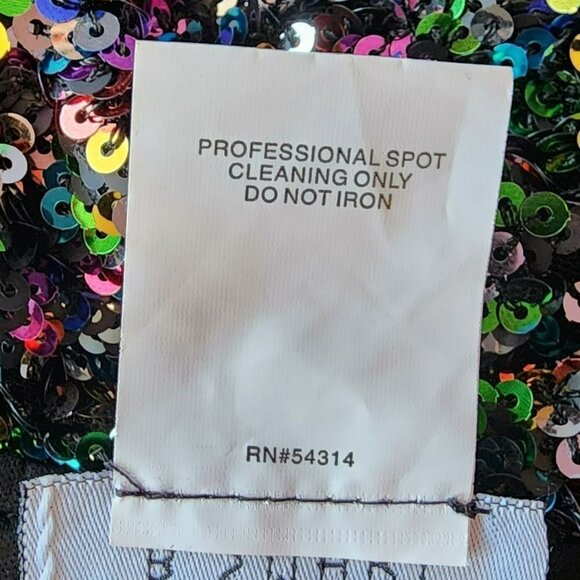 PROFESSIONAL SPOT
CLEANING ONLY
DO NOT IRON
RN#54314